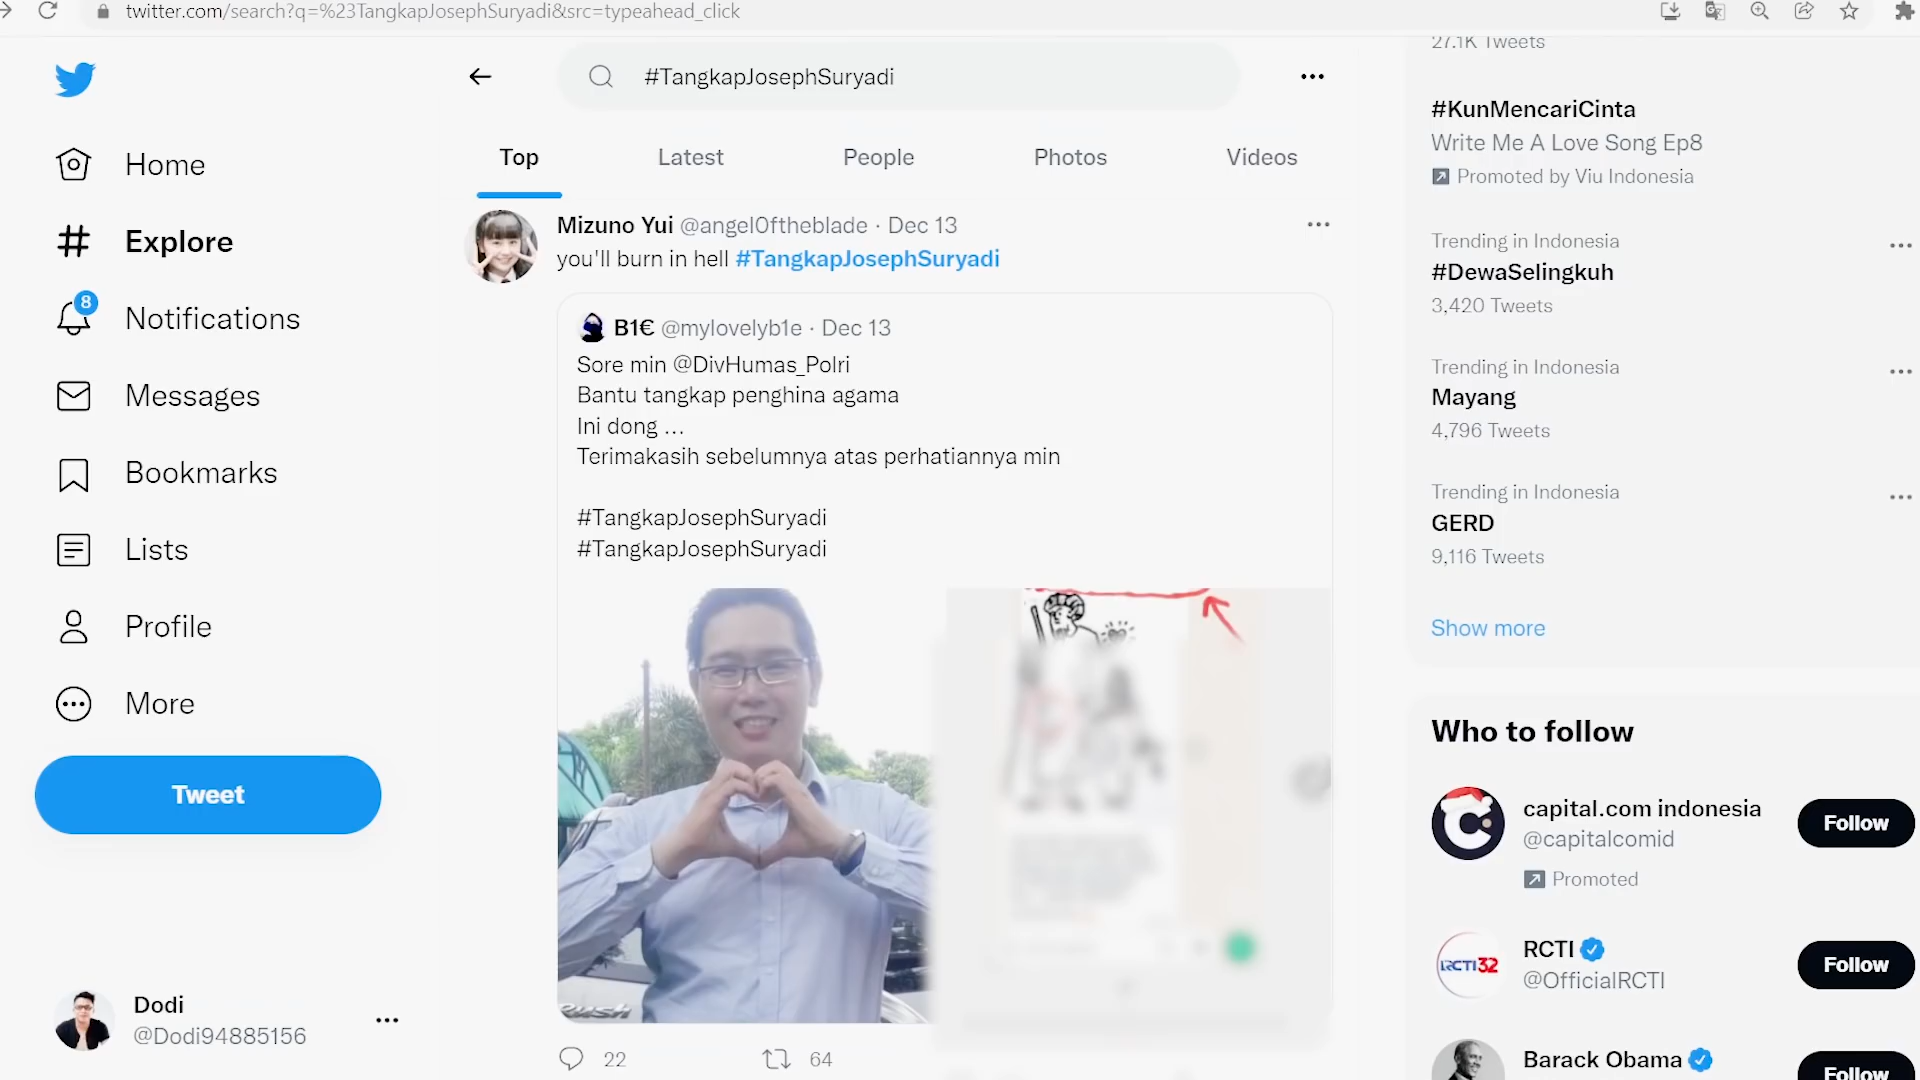 twitter.com/search?q=%23TangkapJosephSuryadi&src=typeahead_click
#TangkapJosephSuryadi
Top
Latest
People
Photos
Videos
Home
Explore
8
Notifications
Messages
Bookmarks
Lists
Profile
More
Tweet
Dodi
@Dodi94885156
Mizuno Yui @angel0ftheblade · Dec 13
you'll burn in hell #TangkapJosephSuryadi
B1€ @mylovelyb1e · Dec 13
Sore min @DivHumas_Polri
Bantu tangkap penghina agama
Ini dong ...
Terimakasih sebelumnya atas perhatiannya min
#TangkapJosephSuryadi
#TangkapJosephSuryadi
RUSH
22
64
27.1K Tweets
#KunMencariCinta
Write Me A Love Song Ep8
Promoted by Viu Indonesia
Trending in Indonesia
#DewaSelingkuh
3,420 Tweets
Trending in Indonesia
Mayang
4,796 Tweets
Trending in Indonesia
GERD
9,116 Tweets
Show more
Who to follow
capital.com indonesia
@capitalcomid
Promoted
Follow
RCTI
@OfficialRCTI
RCTI32
Follow
Barack Obama
Follow